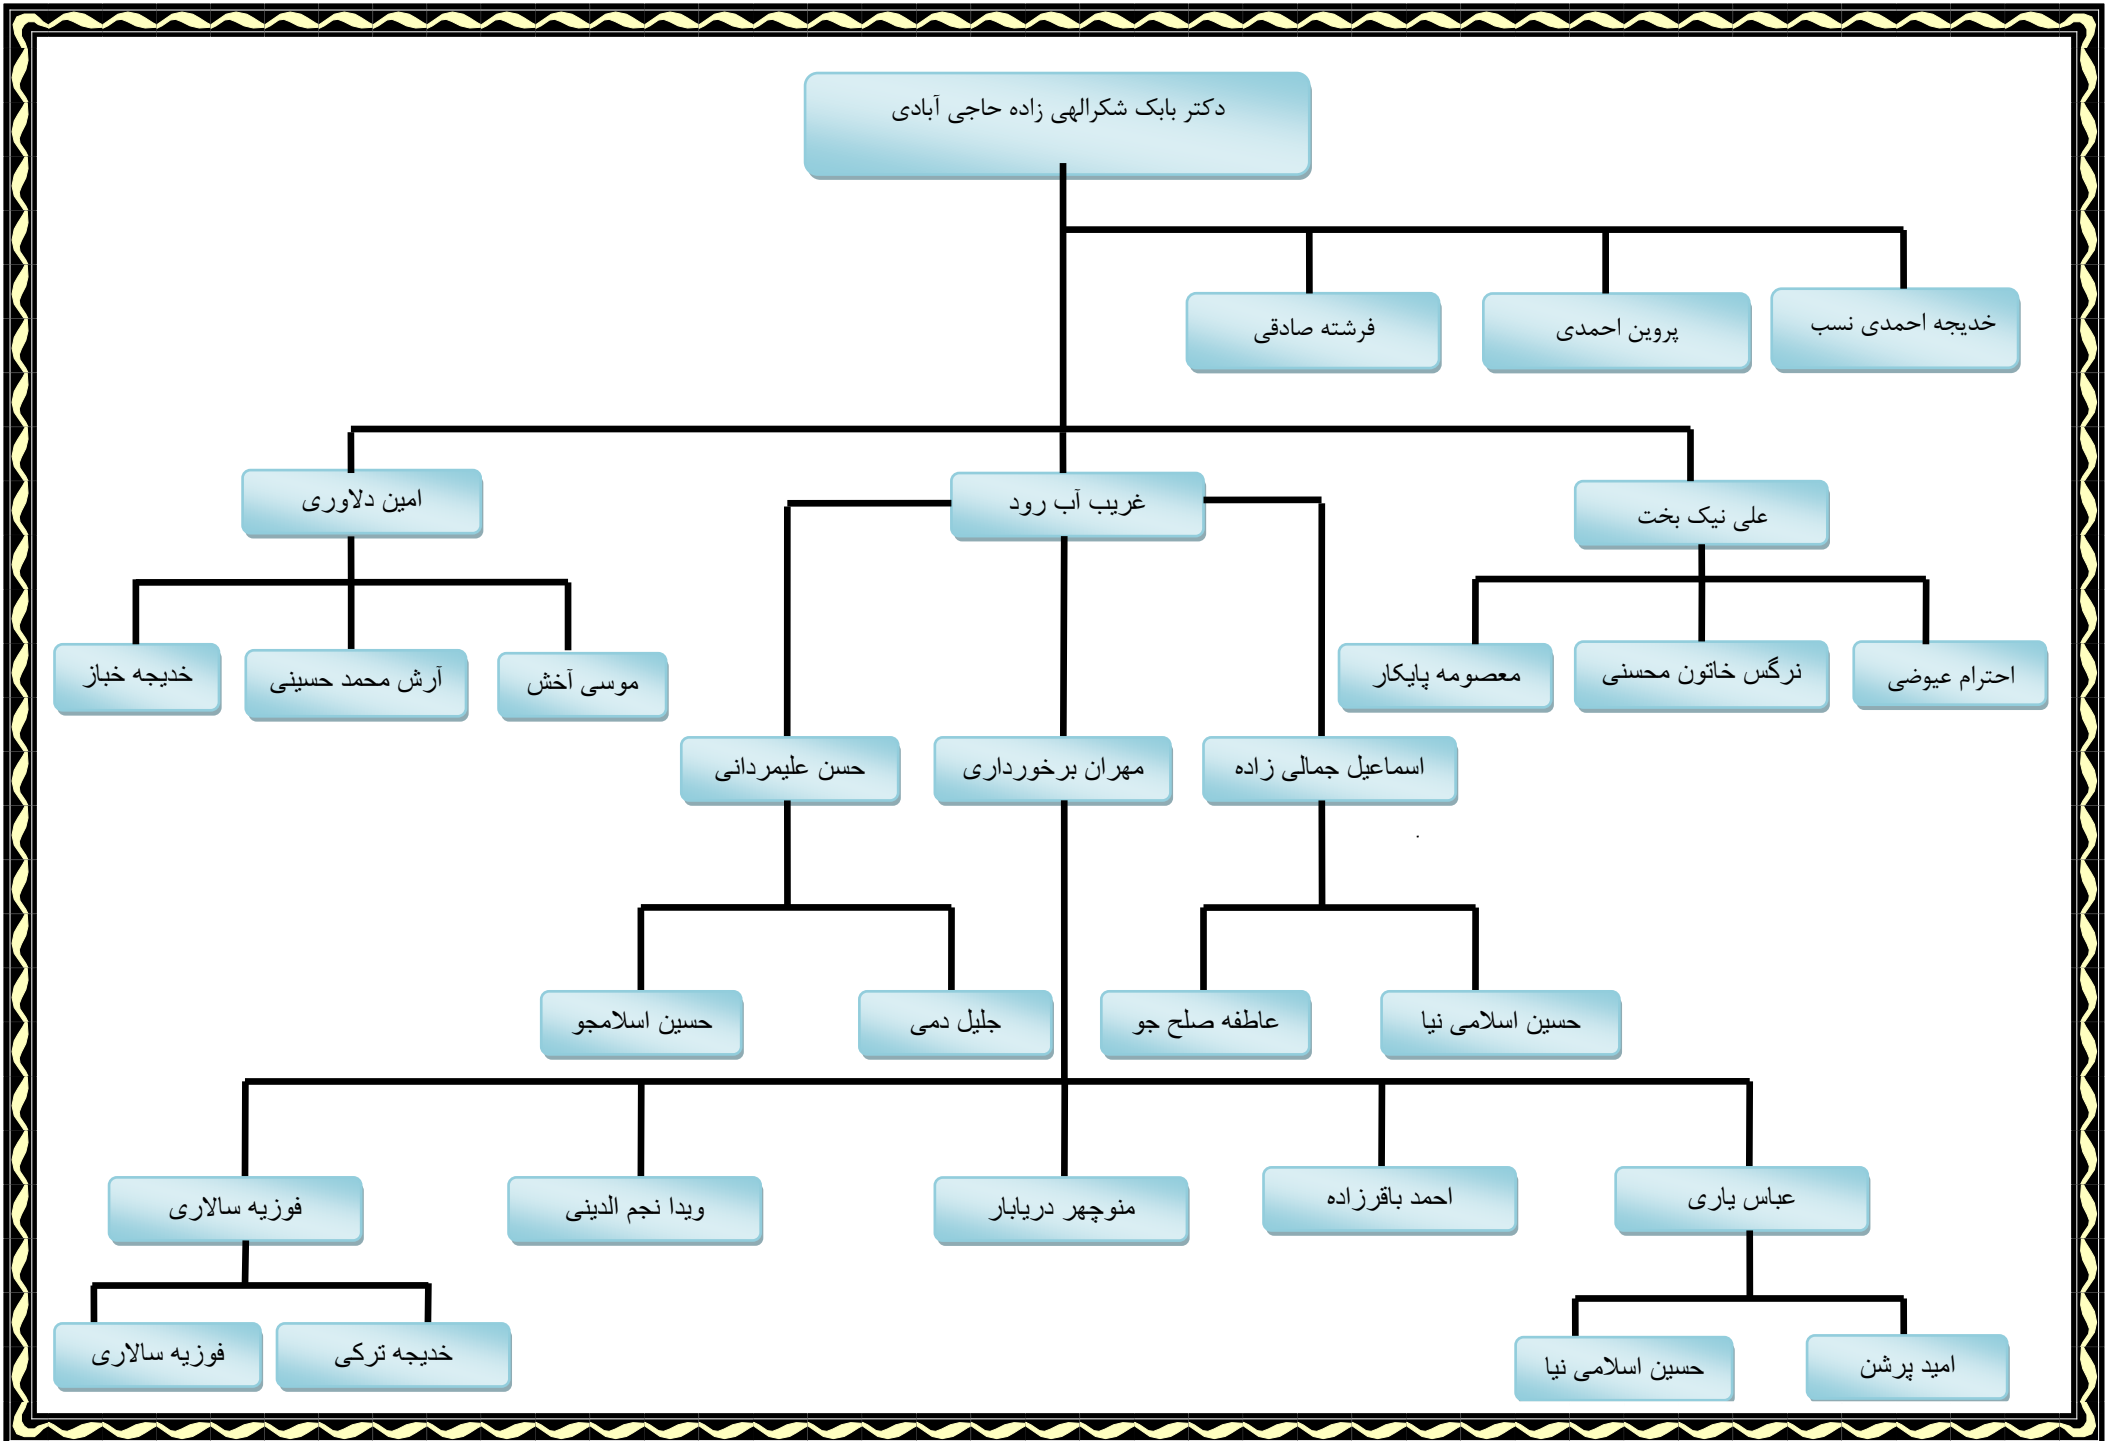 دکتر بابک شکرالهی زاده حاجی آبادی
خدیجه احمدی نسب
پروین احمدی
فرشته صادقی
علی نیک بخت
غریب آب رود
امین دلاوری
احترام عیوضی
نرگس خاتون محسنی
معصومه پایکار
موسی آخش
آرش محمد حسینی
خدیجه خباز
اسماعیل جمالی زاده
مهران برخورداری
حسن علیمردانی
.
حسین اسلامی نیا
عاطفه صلح جو
جلیل دمی
حسین اسلامجو
عباس یاری
احمد باقرزاده
منوچهر دریابار
ویدا نجم الدینی
فوزیه سالاری
امید پرشن
حسین اسلامی نیا
خدیجه ترکی
فوزیه سالاری